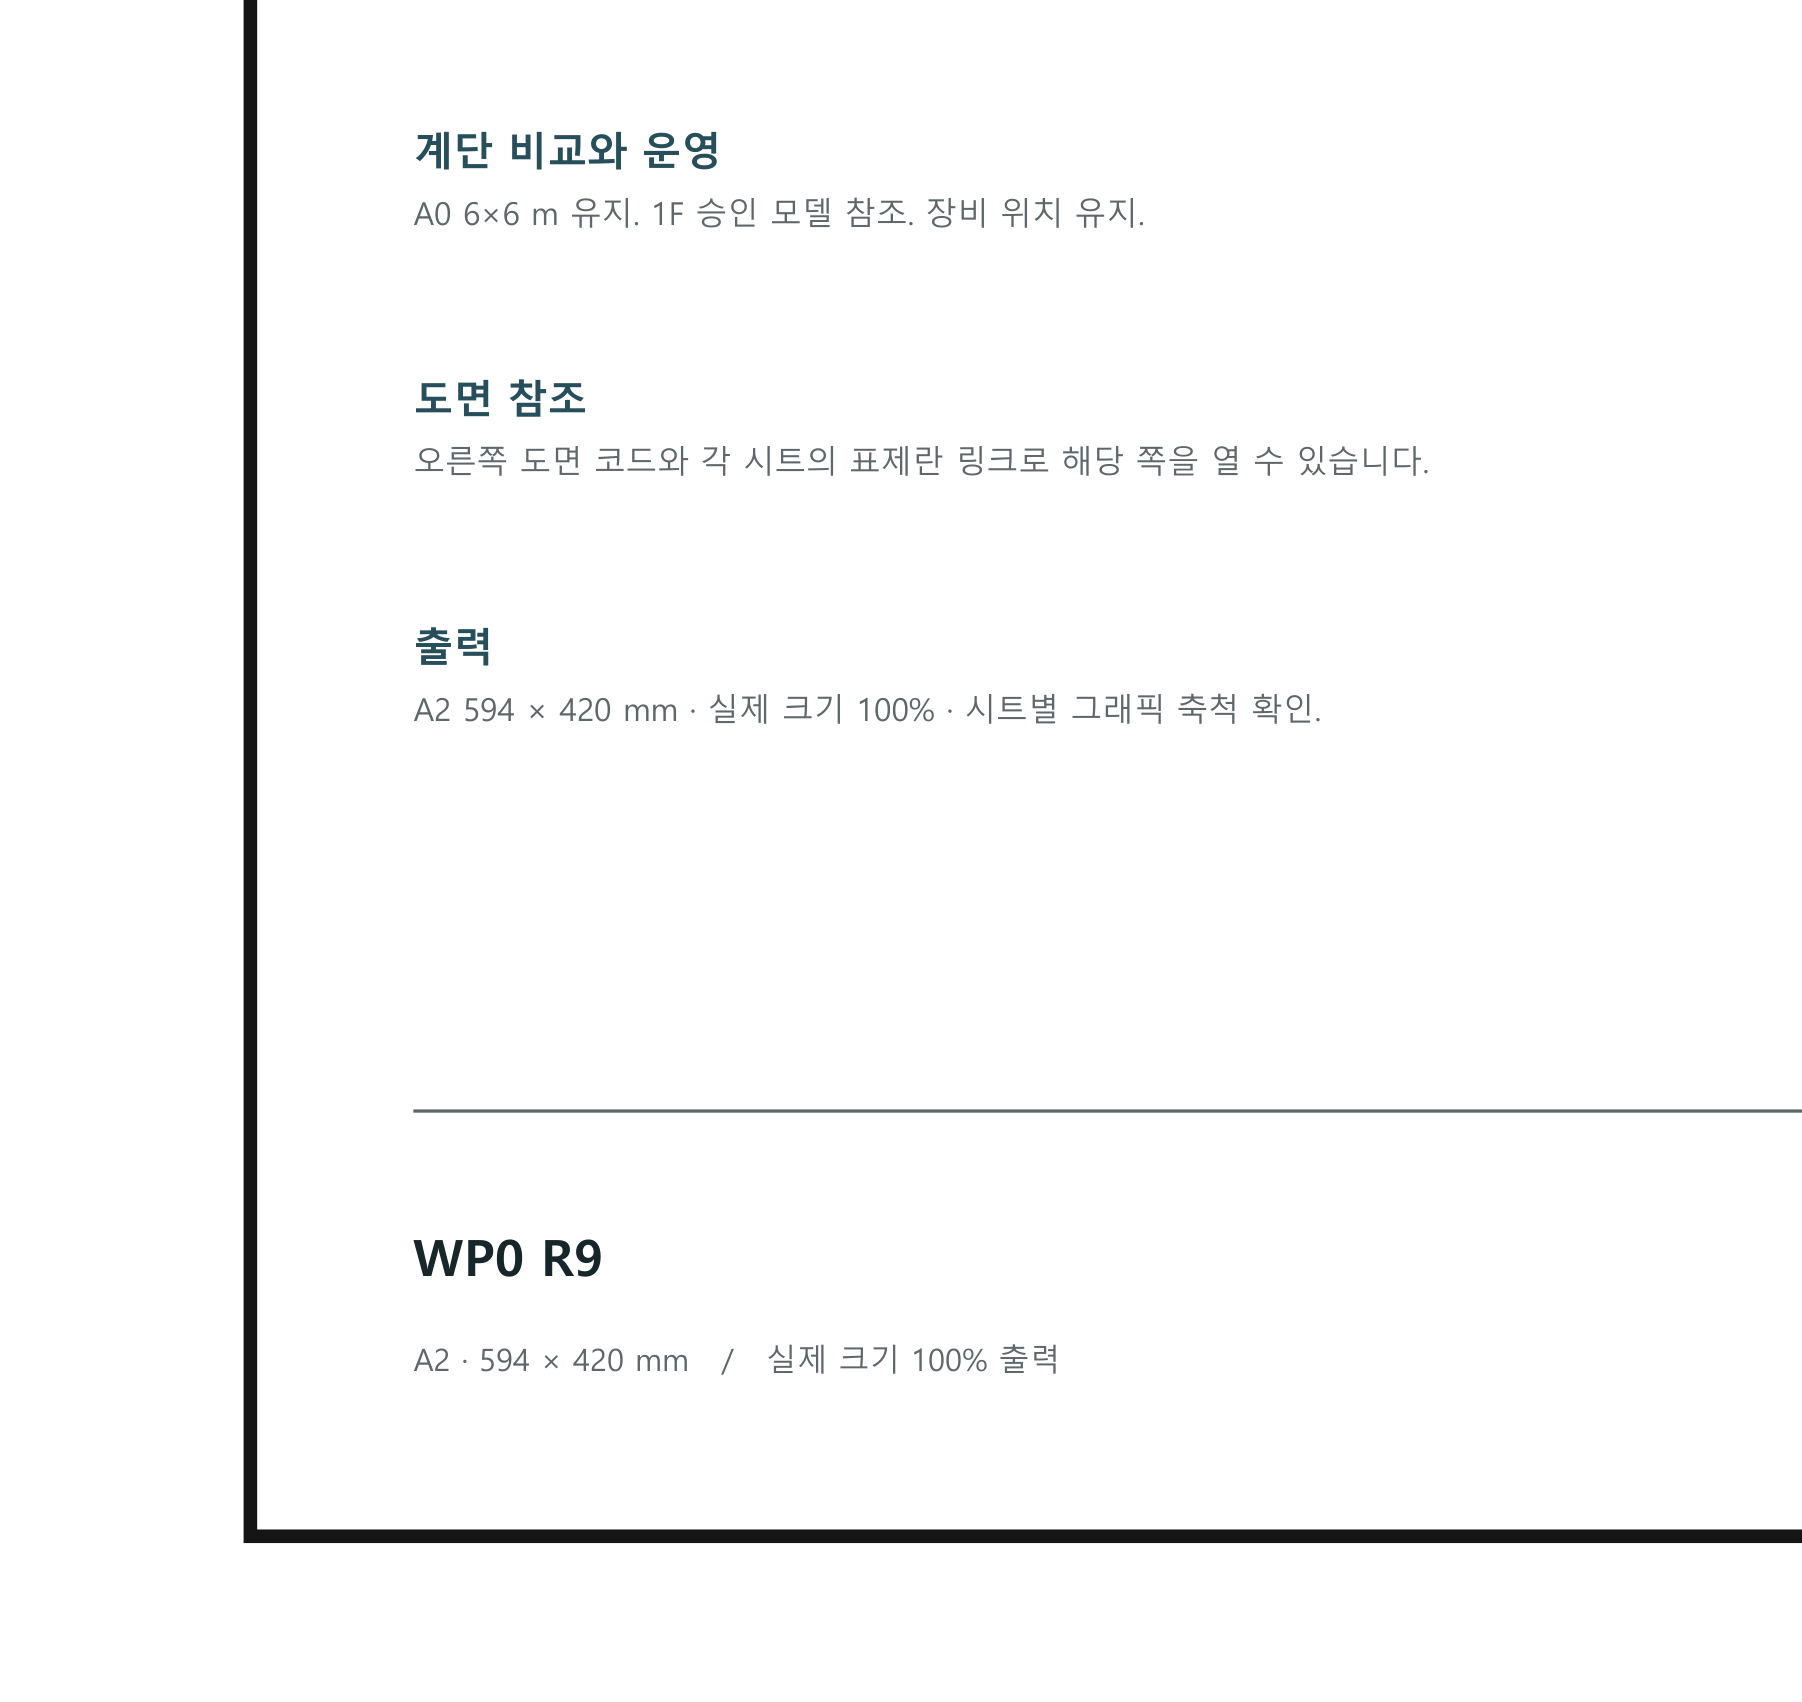 계단 비교와 운영
A0 6×6 m 유지. 1F 승인 모델 참조. 장비 위치 유지.
도면 참조
오른쪽 도면 코드와 각 시트의 표제란 링크로 해당 쪽을 열 수 있습니다.
출력
A2 594 × 420 mm · 실제 크기 100% · 시트별 그래픽 축척 확인.
WP0 R9
A2 · 594 × 420 mm / 실제 크기 100% 출력